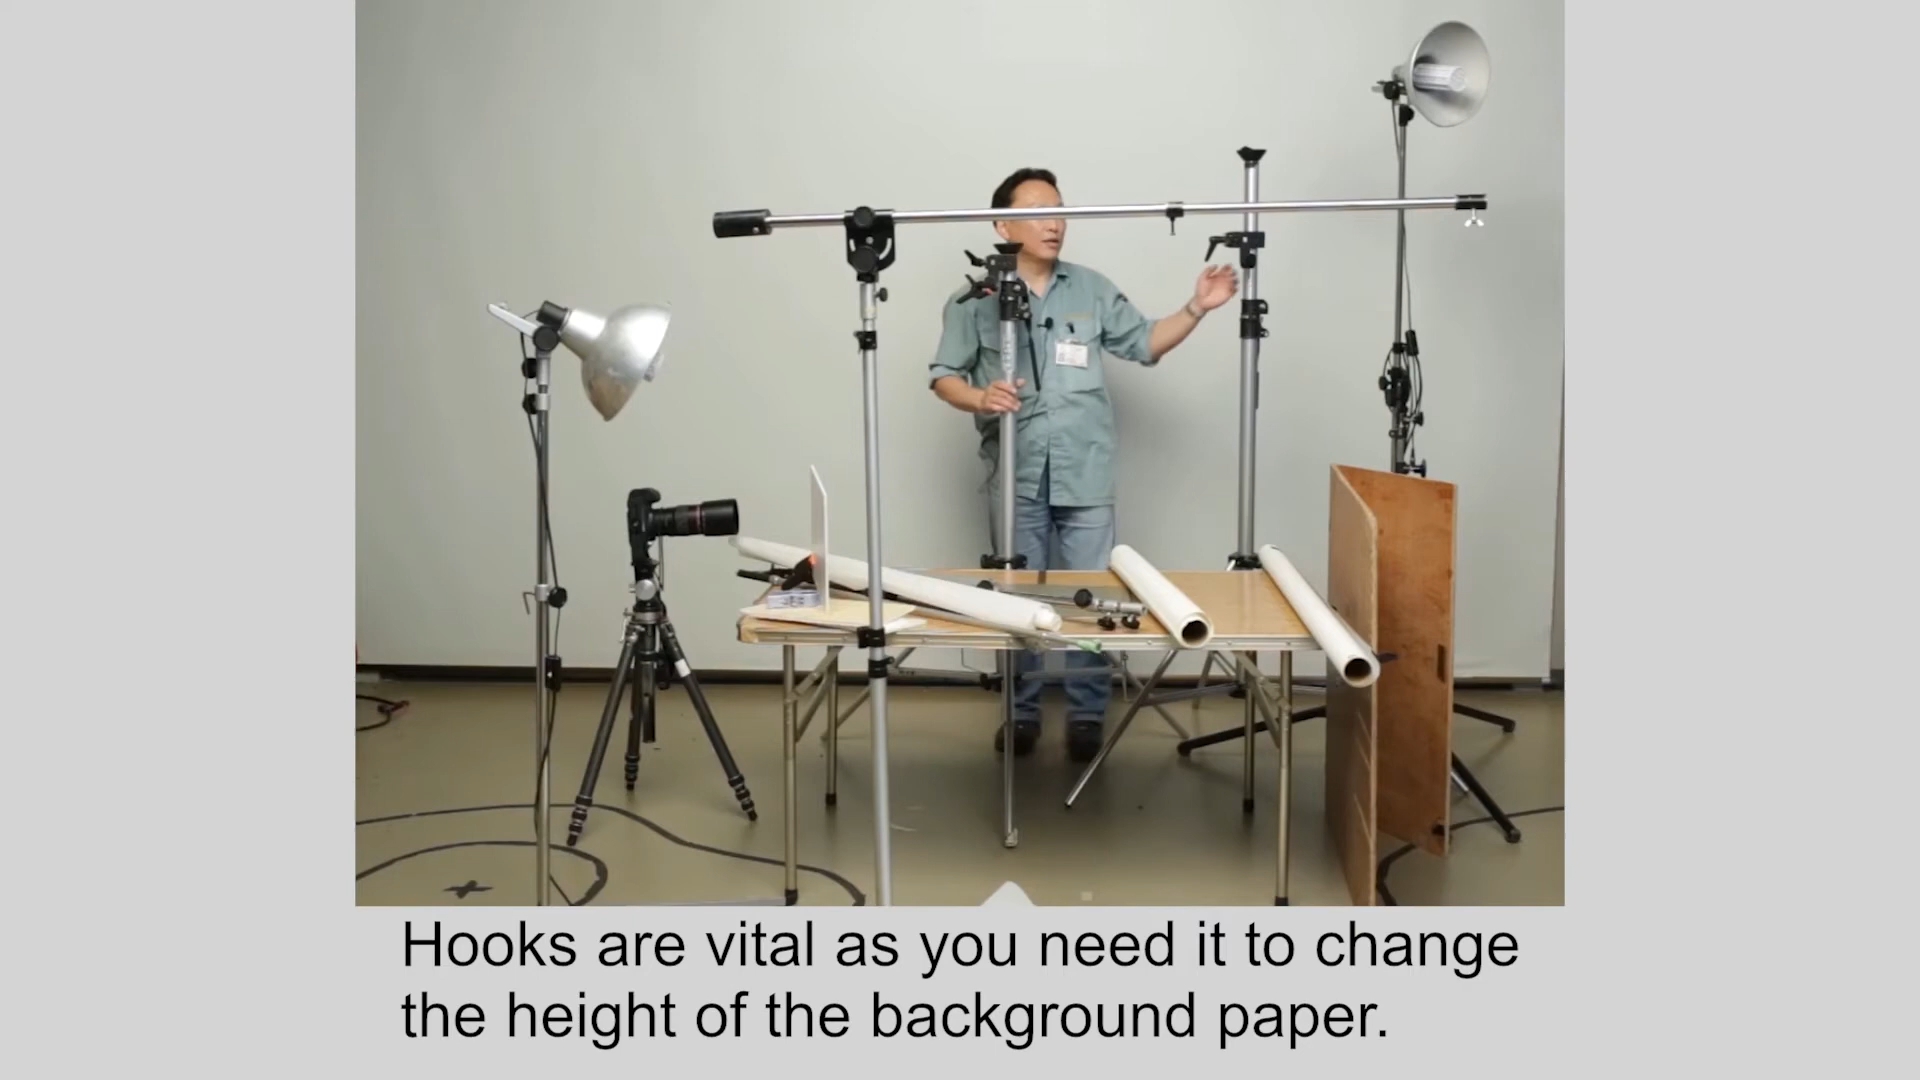 Hooks are vital as you need it to change
the height of the background paper.